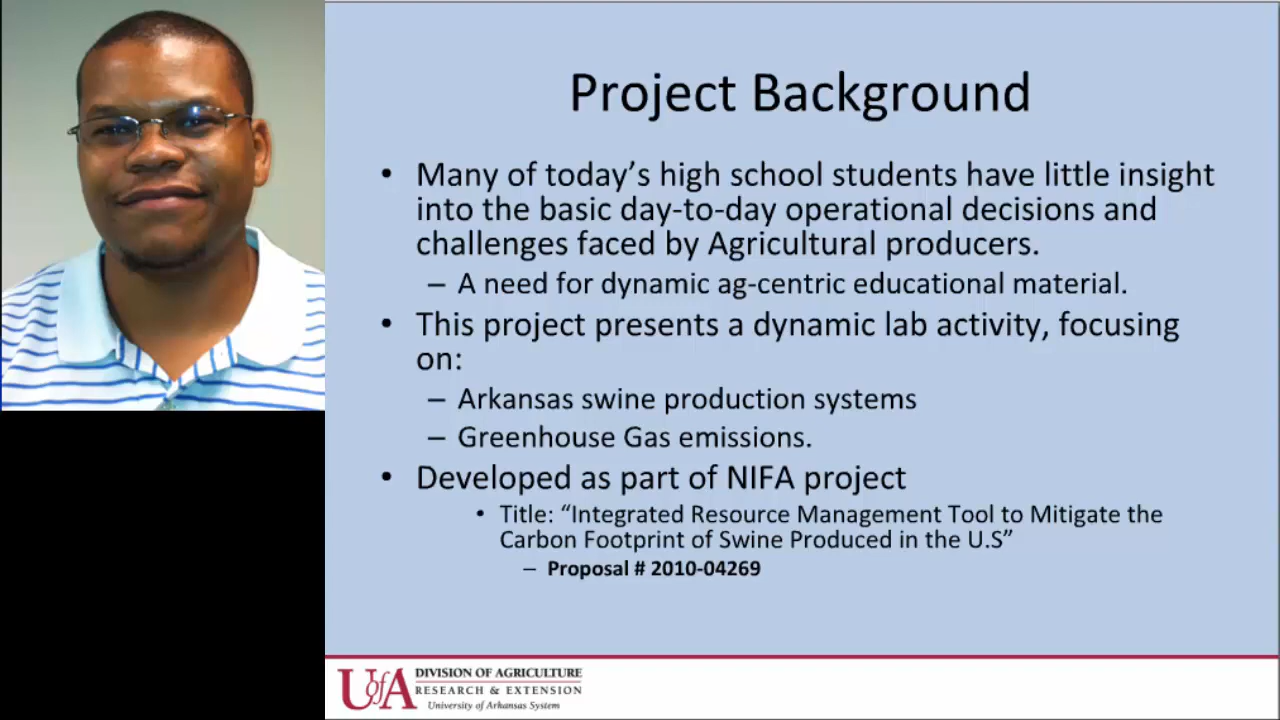 Project Background
• Many of today’s high school students have little insight
into the basic day-to-day operational decisions and
challenges faced by Agricultural producers.
– A need for dynamic ag-centric educational material.
• This project presents a dynamic lab activity, focusing
on:
– Arkansas swine production systems
– Greenhouse Gas emissions.
• Developed as part of NIFA project
• Title: “Integrated Resource Management Tool to Mitigate the
Carbon Footprint of Swine Produced in the U.S”
– Proposal # 2010-04269
UofA
DIVISION OF AGRICULTURE
RESEARCH & EXTENSION
University of Arkansas System